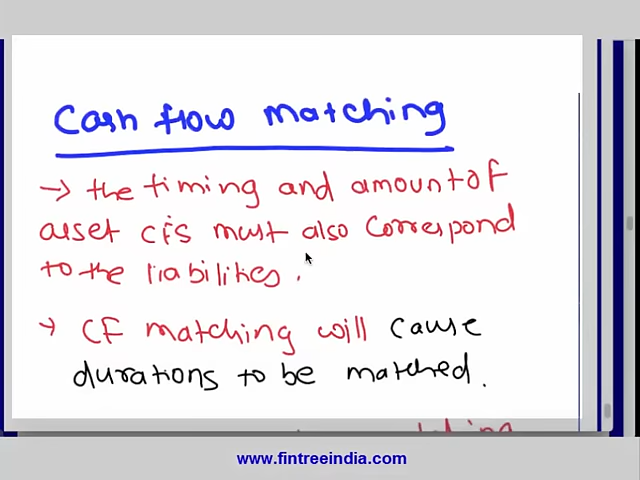 Cash flow matching
→ the timing and amount of
asset CFs must also correspond
to the liabilities.
→ CF matching will cause
durations to be matched.
www.fintreeindia.com